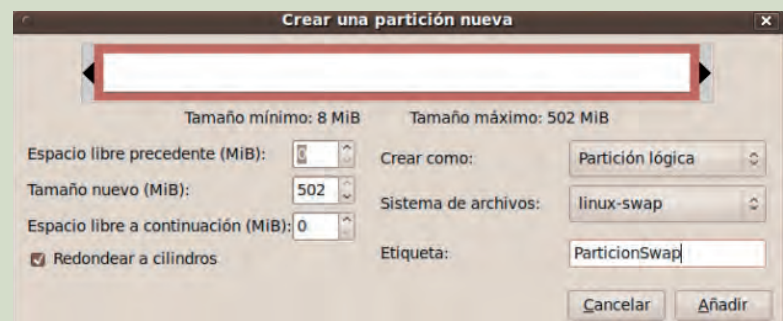 Crear una partición nueva
Tamaño mínimo: 8 MiB Tamaño máximo: 502 MiB
Espacio libre precedente (MiB): 0 Crear como: Partición lógica
Tamaño nuevo (MiB): 502 Sistema de archivos: linux-swap
Espacio libre a continuación (MiB): 0
Redondear a cilindros Etiqueta: ParticionSwap
Cancelar Añadir